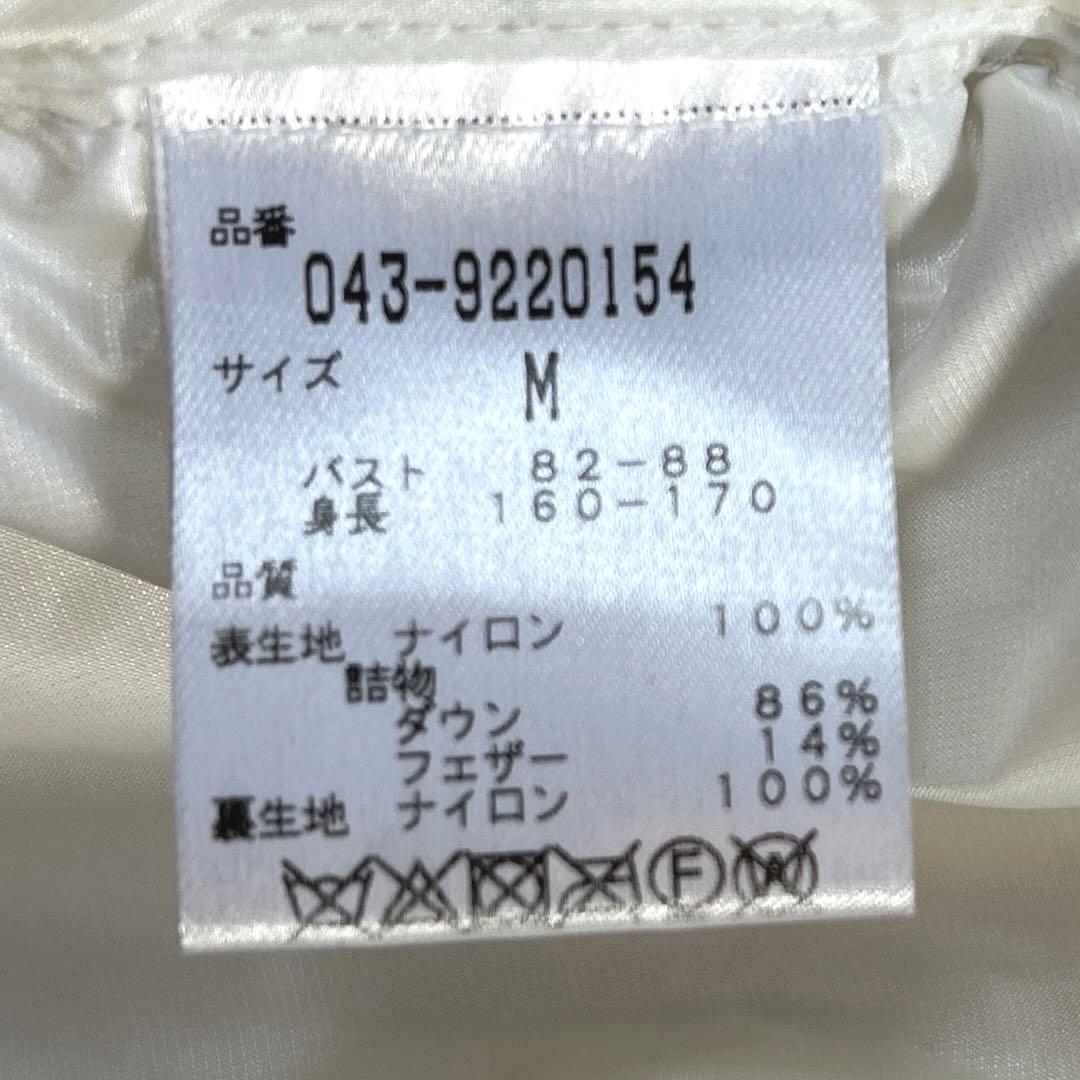 品番
043-9220154
サイズ M
バスト 82-88
身長 160-170
品質
表生地 ナイロン 100%
詰物
ダウン 86%
フェザー 14%
裏生地 ナイロン 100%
F W